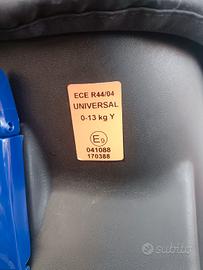 ECE R44/04
UNIVERSAL
0-13 kg Y
E9
041088
170388
subito